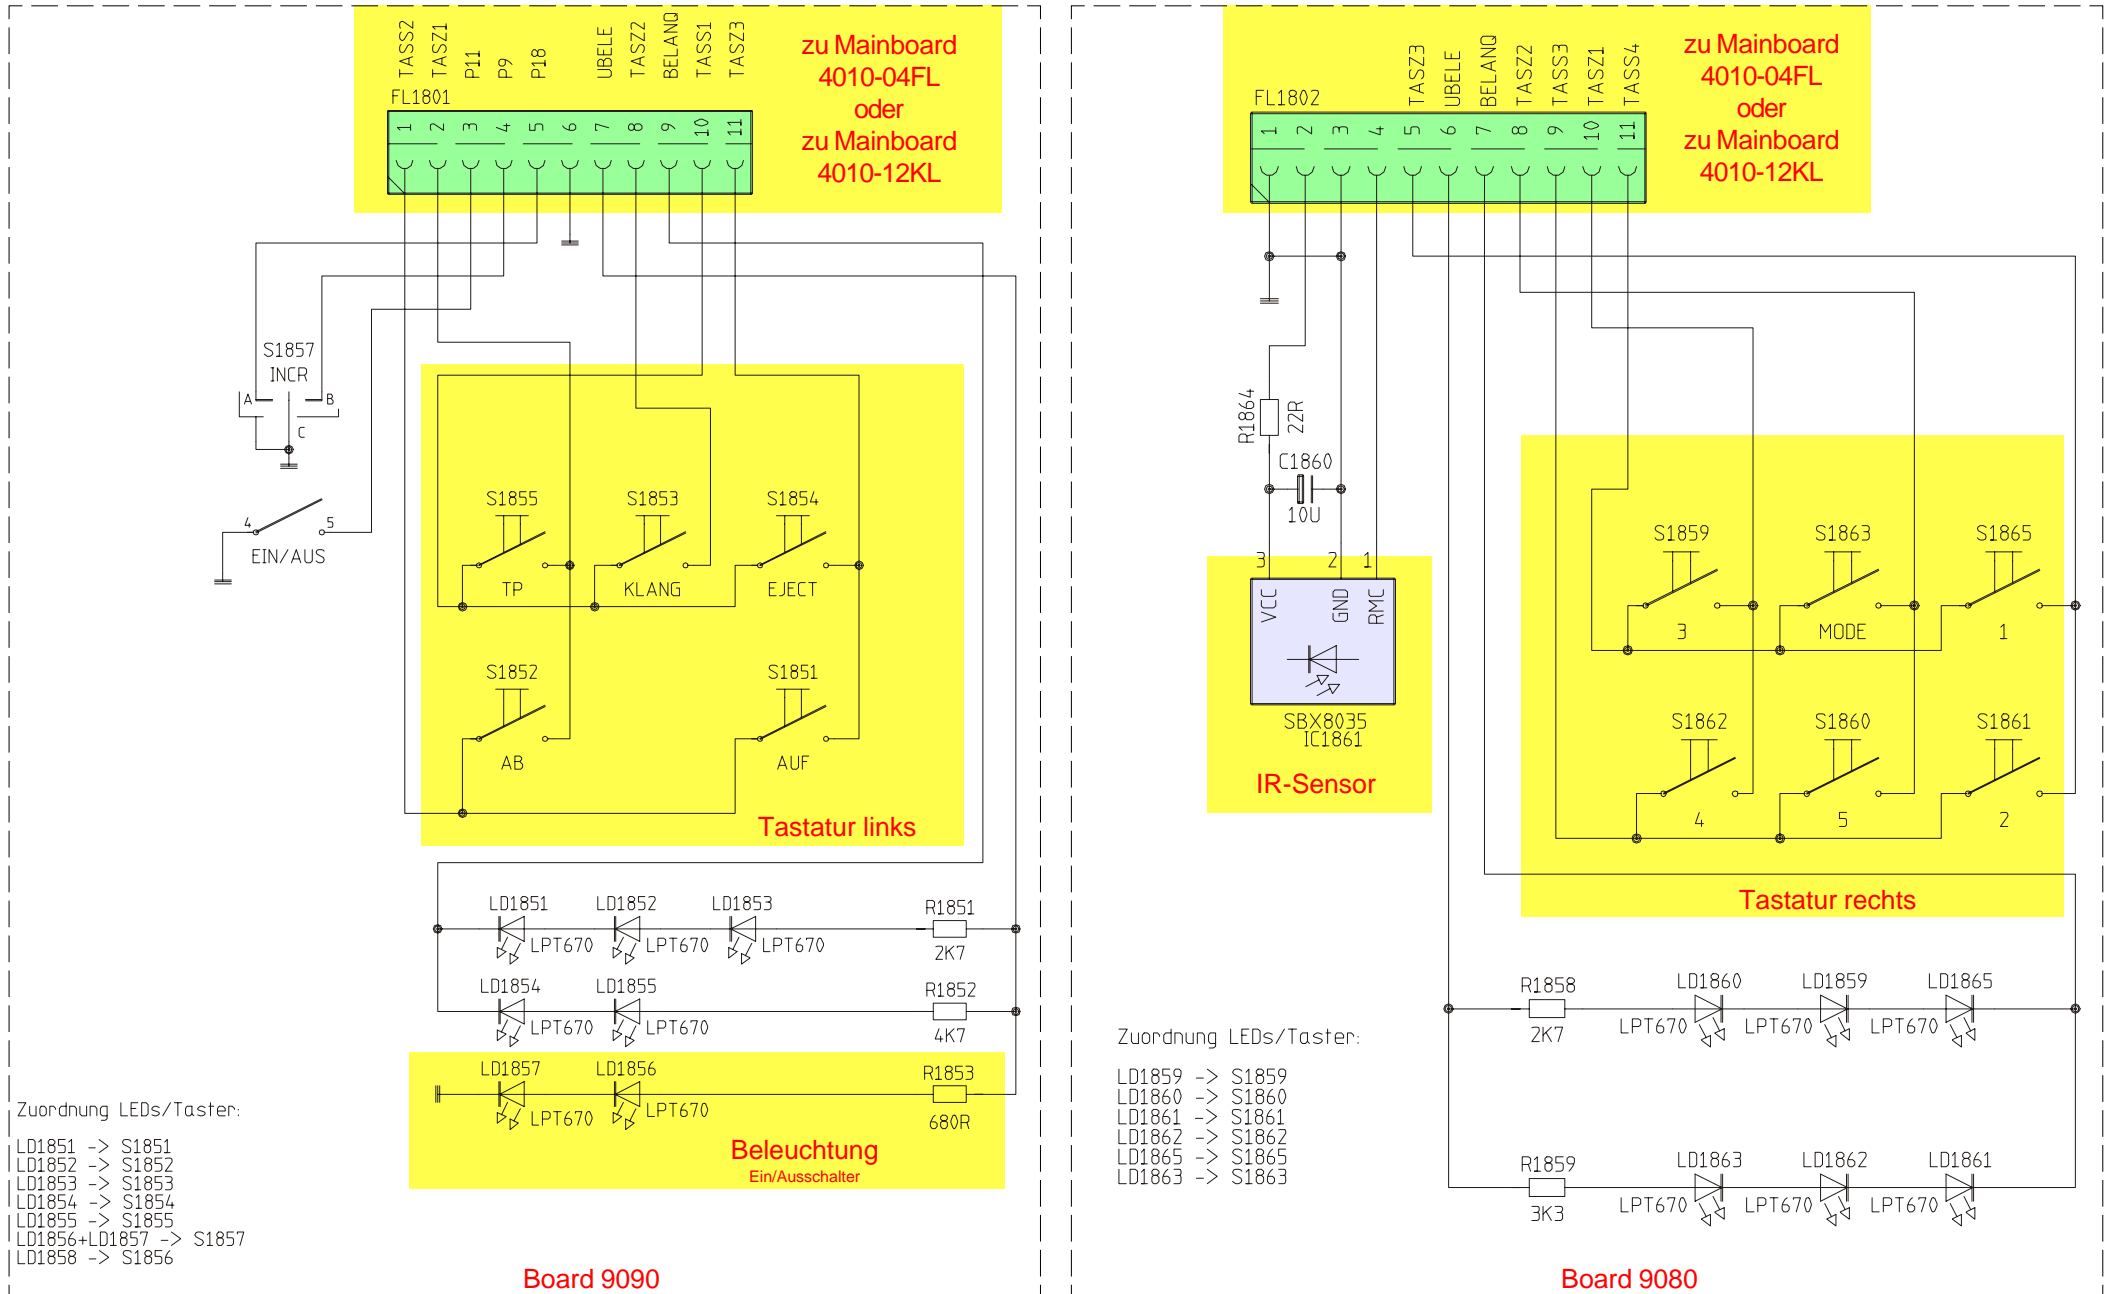 TASS2
TASZ1
P11
P9
P18
UBELE
TASZ2
BELANQ
TASS1
TASZ3
zu Mainboard
4010-04FL
oder
zu Mainboard
4010-12KL
FL1801
1 2 3 4 5 6 7 8 9 10 11
S1857
INCR
A
B
C
4
5
EIN/AUS
S1855
S1853
S1854
TP
KLANG
EJECT
S1852
S1851
AB
AUF
Tastatur links
LD1851
LD1852
LD1853
R1851
LPT670
LPT670
LPT670
2K7
LD1854
LD1855
R1852
LPT670
LPT670
4K7
LD1857
LD1856
R1853
LPT670
LPT670
680R
Beleuchtung
Ein/Ausschalter
Zuordnung LEDs/Taster:
LD1851 -> S1851
LD1852 -> S1852
LD1853 -> S1853
LD1854 -> S1854
LD1855 -> S1855
LD1856+LD1857 -> S1857
LD1858 -> S1856
Board 9090
TASZ3
UBELE
BELANQ
TASZ2
TASS3
TASZ1
TASS4
zu Mainboard
4010-04FL
oder
zu Mainboard
4010-12KL
FL1802
1 2 3 4 5 6 7 8 9 10 11
R1864
22R
C1860
10U
3
2
1
VCC
GND
RMC
SBX8035
IC1861
IR-Sensor
S1859
S1863
S1865
3
MODE
1
S1862
S1860
S1861
4
5
2
Tastatur rechts
R1858
LD1860
LD1859
LD1865
2K7
LPT670
LPT670
LPT670
Zuordnung LEDs/Taster:
LD1859 -> S1859
LD1860 -> S1860
LD1861 -> S1861
LD1862 -> S1862
LD1865 -> S1865
LD1863 -> S1863
R1859
LD1863
LD1862
LD1861
3K3
LPT670
LPT670
LPT670
Board 9080